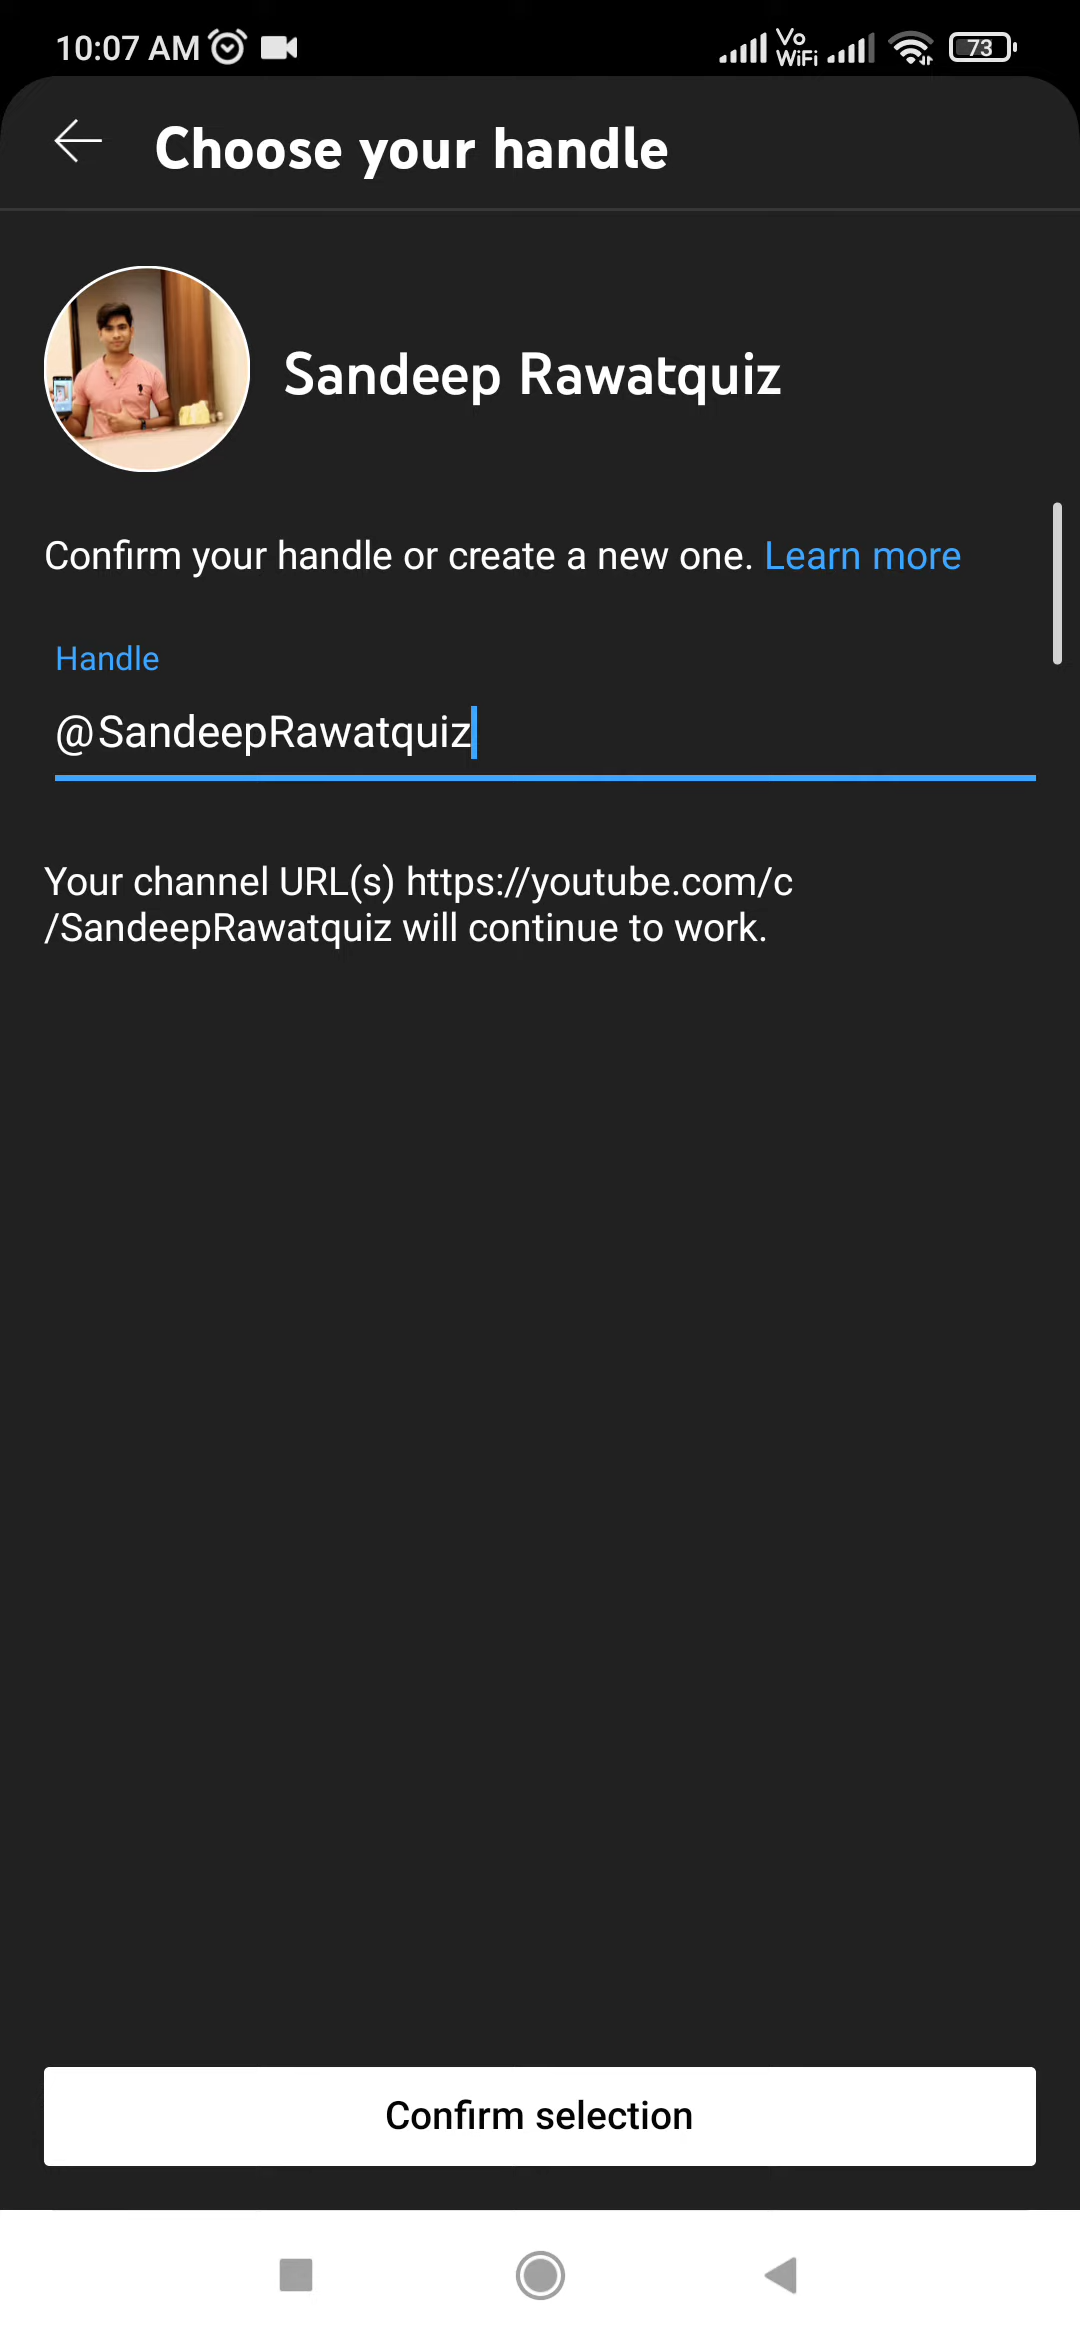 10:07 AM Vo WiFi 73
Choose your handle
Sandeep Rawatquiz
Confirm your handle or create a new one. Learn more
Handle
@SandeepRawatquiz
Your channel URL(s) https://youtube.com/c
/SandeepRawatquiz will continue to work.
Confirm selection